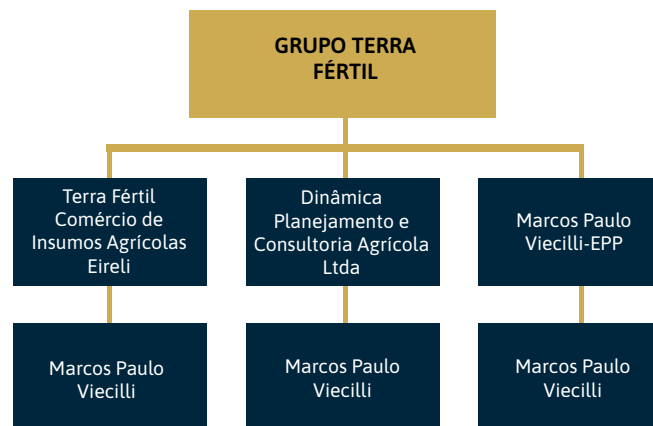 GRUPO TERRA
FÉRTIL
Terra Fértil
Comércio de
Insumos Agrícolas
Eireli
Dinâmica
Planejamento e
Consultoria Agrícola
Ltda
Marcos Paulo
Viecilli-EPP
Marcos Paulo
Viecilli
Marcos Paulo
Viecilli
Marcos Paulo
Viecilli